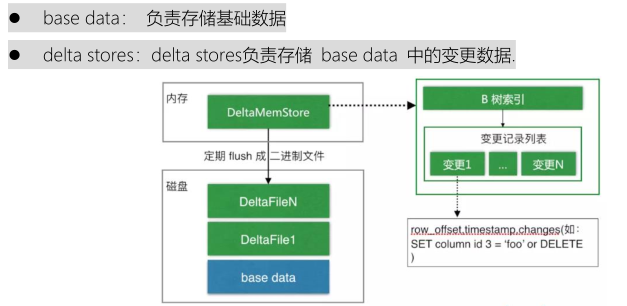 ● base data： 负责存储基础数据
● delta stores：delta stores负责存储 base data 中的变更数据.
内存
DeltaMemStore
定期 flush 成 二进制文件
磁盘
DeltaFileN
DeltaFile1
base data
B 树索引
变更记录列表
变更1
...
变更N
row_offset,timestamp,changes(如：
SET column id 3 = ‘foo’ or DELETE
)